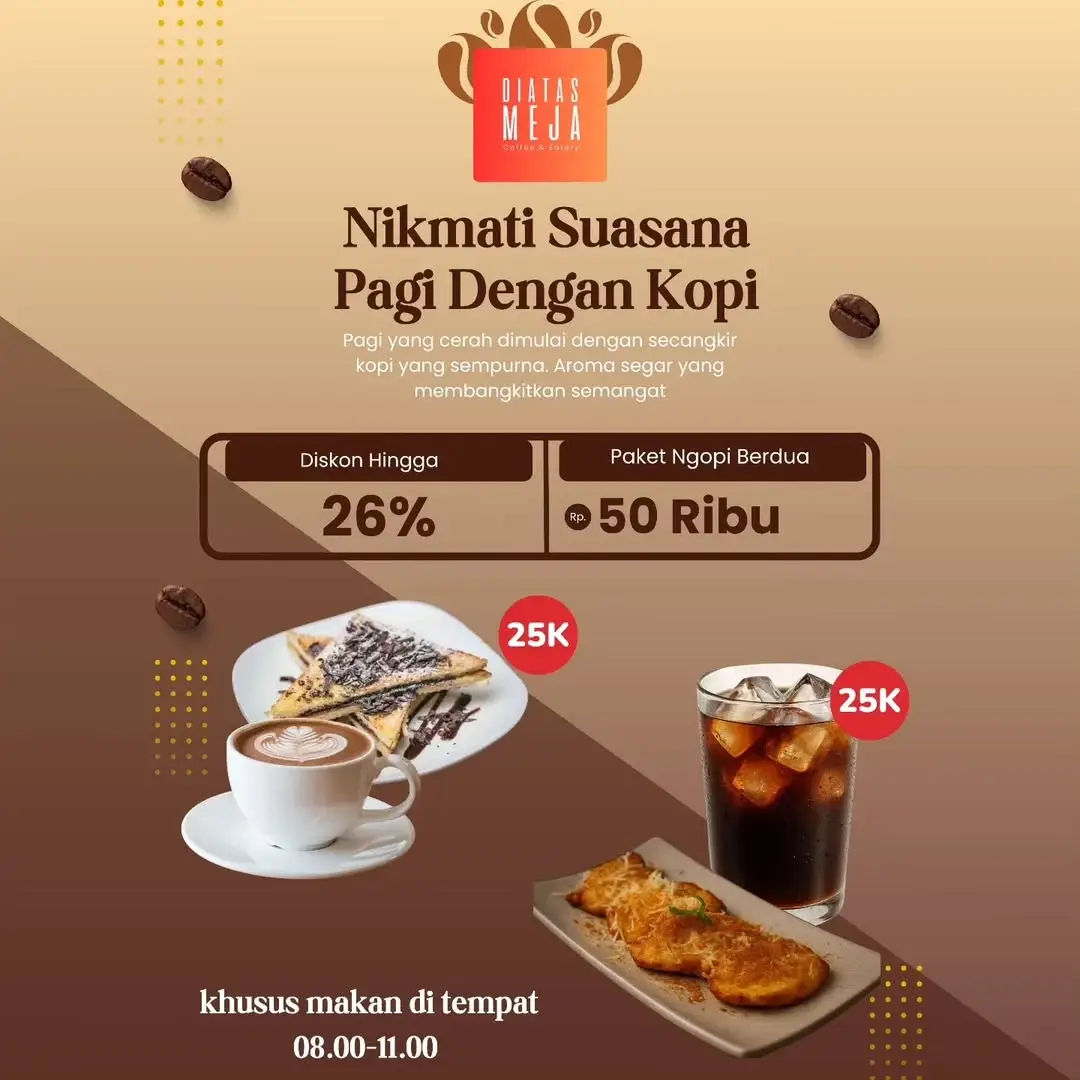 DIATAS
MEJA
Coffee & Eatery
Nikmati Suasana
Pagi Dengan Kopi
Pagi yang cerah dimulai dengan secangkir
kopi yang sempurna. Aroma segar yang
membangkitkan semangat
Diskon Hingga
26%
Paket Ngopi Berdua
Rp. 50 Ribu
25K
25K
khusus makan di tempat
08.00-11.00